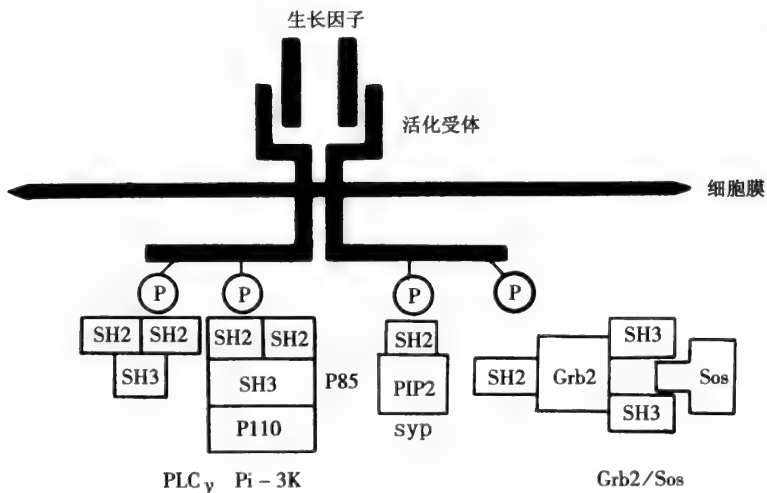 生长因子
活化受体
细胞膜
P P P P
SH2 SH2 SH2 SH2 SH2 SH3
SH3 SH3 P85 PIP2 SH2 Grb2 Sos
P110 syp SH3
PLCγ Pi-3K Grb2/Sos